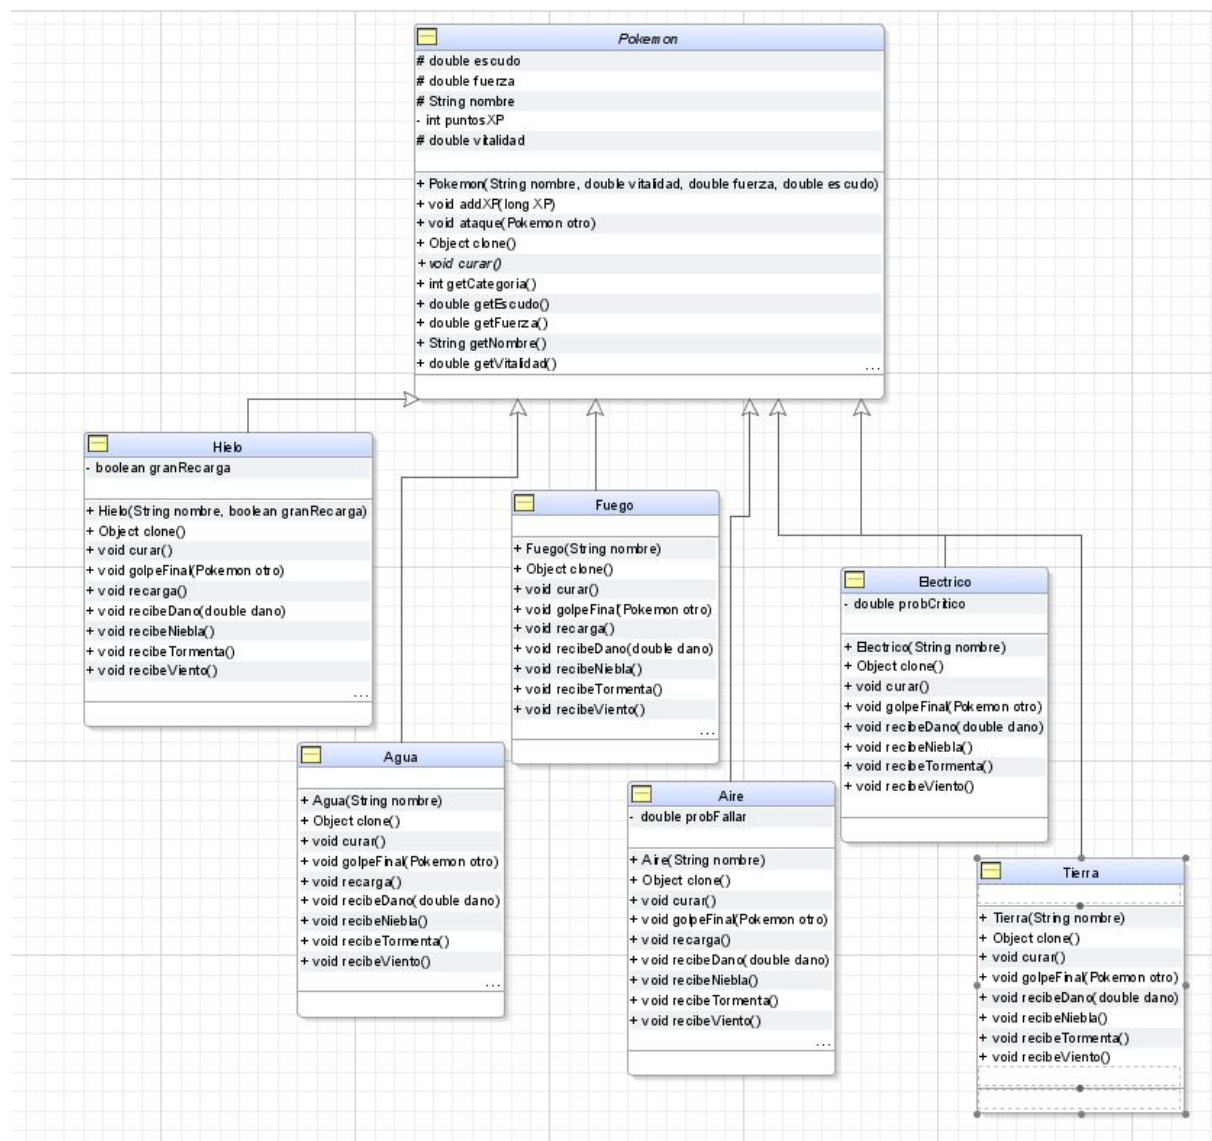 Pokemon
# double escudo
# double fuerza
# String nombre
- int puntosXP
# double vitalidad
+ Pokemon(String nombre, double vitalidad, double fuerza, double escudo)
+ void addXP(long XP)
+ void ataque(Pokemon otro)
+ Object clone()
+ void curar()
+ int getCategoria()
+ double getEscudo()
+ double getFuerza()
+ String getNombre()
+ double getVitalidad()
...
Hielo
- boolean granRecarga
+ Hielo(String nombre, boolean granRecarga)
+ Object clone()
+ void curar()
+ void golpeFinal(Pokemon otro)
+ void recarga()
+ void recibeDano(double dano)
+ void recibeNiebla()
+ void recibeTormenta()
+ void recibeViento()
...
Fuego
+ Fuego(String nombre)
+ Object clone()
+ void curar()
+ void golpeFinal(Pokemon otro)
+ void recarga()
+ void recibeDano(double dano)
+ void recibeNiebla()
+ void recibeTormenta()
+ void recibeViento()
...
Electrico
- double probCritico
+ Electrico(String nombre)
+ Object clone()
+ void curar()
+ void golpeFinal(Pokemon otro)
+ void recibeDano(double dano)
+ void recibeNiebla()
+ void recibeTormenta()
+ void recibeViento()
Agua
+ Agua(String nombre)
+ Object clone()
+ void curar()
+ void golpeFinal(Pokemon otro)
+ void recarga()
+ void recibeDano(double dano)
+ void recibeNiebla()
+ void recibeTormenta()
+ void recibeViento()
...
Aire
- double probFallar
+ Aire(String nombre)
+ Object clone()
+ void curar()
+ void golpeFinal(Pokemon otro)
+ void recarga()
+ void recibeDano(double dano)
+ void recibeNiebla()
+ void recibeTormenta()
+ void recibeViento()
...
Tierra
+ Tierra(String nombre)
+ Object clone()
+ void curar()
+ void golpeFinal(Pokemon otro)
+ void recibeDano(double dano)
+ void recibeNiebla()
+ void recibeTormenta()
+ void recibeViento()